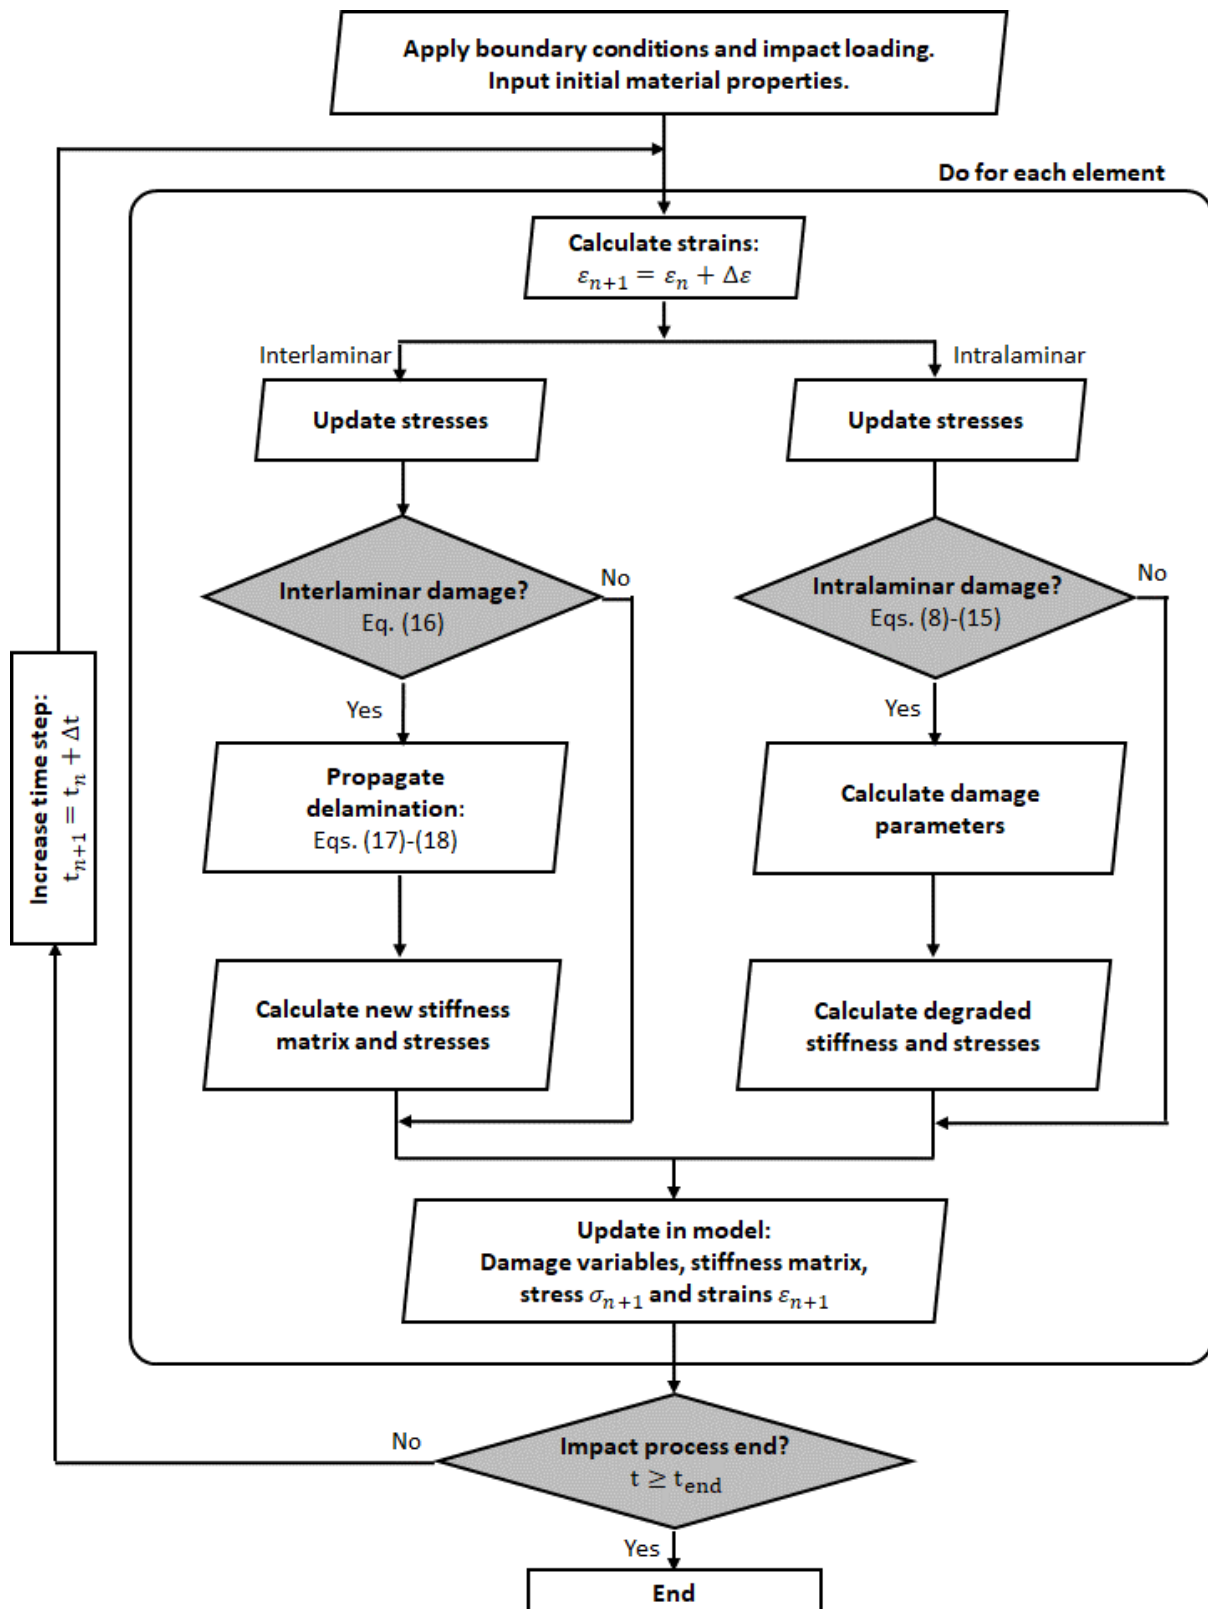 Apply boundary conditions and impact loading.
Input initial material properties.
Do for each element
Calculate strains:
εₙ₊₁ = εₙ + Δε
Interlaminar
Intralaminar
Update stresses
Update stresses
Interlaminar damage?
Eq. (16)
No
Intralaminar damage?
Eqs. (8)-(15)
No
Yes
Yes
Propagate
delamination:
Eqs. (17)-(18)
Calculate damage
parameters
Calculate new stiffness
matrix and stresses
Calculate degraded
stiffness and stresses
Update in model:
Damage variables, stiffness matrix,
stress σₙ₊₁ and strains εₙ₊₁
Impact process end?
t ≥ t_end
No
Increase time step:
tₙ₊₁ = tₙ + Δt
Yes
End